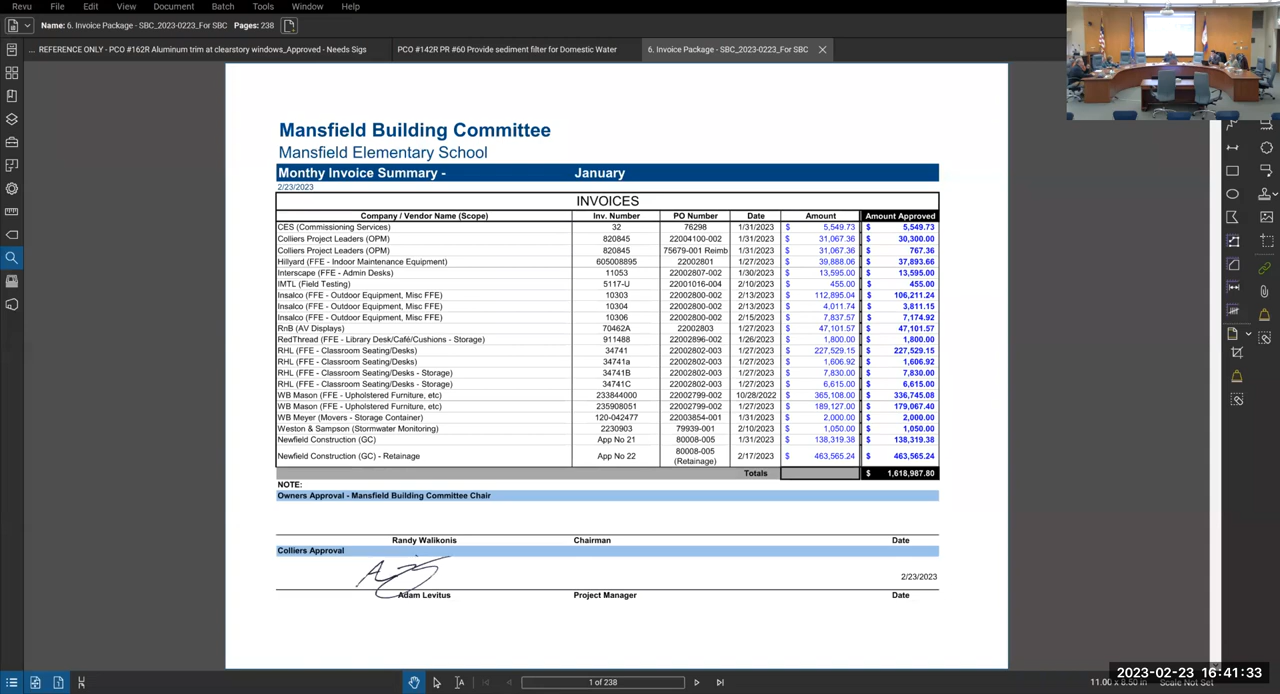 Revu File Edit View Document Batch Tools Window Help
Name: 6. Invoice Package - SBC_2023-0223_For SBC Pages: 238
... REFERENCE ONLY - PCO #162R Aluminum trim at clearstory windows_Approved - Needs Sigs PCO #142R PR #60 Provide sediment filter for Domestic Water 6. Invoice Package - SBC_2023-0223_For SBC
Mansfield Building Committee
Mansfield Elementary School
Monthy Invoice Summary - January
2/23/2023
INVOICES
Company / Vendor Name (Scope) Inv. Number PO Number Date Amount Amount Approved
CES (Commissioning Services) 32 76298 1/31/2023 $ 5,549.73 $ 5,549.73
Colliers Project Leaders (OPM) 820845 22004100-002 1/31/2023 $ 31,067.36 $ 30,300.00
Colliers Project Leaders (OPM) 820845 75679-001 Reimb 1/31/2023 $ 31,067.36 $ 767.36
Hillyard (FFE - Indoor Maintenance Equipment) 605008895 22002801 1/27/2023 $ 39,888.06 $ 37,893.66
Interscape (FFE - Admin Desks) 11053 22002807-002 1/30/2023 $ 13,595.00 $ 13,595.00
IMTL (Field Testing) 5117-U 22001016-004 2/10/2023 $ 455.00 $ 455.00
Insalco (FFE - Outdoor Equipment, Misc FFE) 10303 22002800-002 2/13/2023 $ 112,895.04 $ 106,211.24
Insalco (FFE - Outdoor Equipment, Misc FFE) 10304 22002800-002 2/13/2023 $ 4,011.74 $ 3,811.15
Insalco (FFE - Outdoor Equipment, Misc FFE) 10306 22002800-002 2/15/2023 $ 7,837.57 $ 7,174.92
RnB (AV Displays) 70462A 22002803 1/27/2023 $ 47,101.57 $ 47,101.57
RedThread (FFE - Library Desk/Café/Cushions - Storage) 911488 22002896-002 1/26/2023 $ 1,800.00 $ 1,800.00
RHL (FFE - Classroom Seating/Desks) 34741 22002802-003 1/27/2023 $ 227,529.15 $ 227,529.15
RHL (FFE - Classroom Seating/Desks) 34741a 22002802-003 1/27/2023 $ 1,606.92 $ 1,606.92
RHL (FFE - Classroom Seating/Desks - Storage) 34741B 22002802-003 1/27/2023 $ 7,830.00 $ 7,830.00
RHL (FFE - Classroom Seating/Desks - Storage) 34741C 22002802-003 1/27/2023 $ 6,615.00 $ 6,615.00
WB Mason (FFE - Upholstered Furniture, etc) 233844000 22002799-002 10/28/2022 $ 365,108.00 $ 336,745.08
WB Mason (FFE - Upholstered Furniture, etc) 235908051 22002799-002 1/27/2023 $ 189,127.00 $ 179,067.40
WB Meyer (Movers - Storage Container) 120-042477 22003854-001 1/31/2023 $ 2,000.00 $ 2,000.00
Weston & Sampson (Stormwater Monitoring) 2230903 79939-001 2/10/2023 $ 1,050.00 $ 1,050.00
Newfield Construction (GC) App No 21 80008-005 1/31/2023 $ 138,319.38 $ 138,319.38
Newfield Construction (GC) - Retainage App No 22 80008-005 (Retainage) 2/17/2023 $ 463,565.24 $ 463,565.24
Totals $ 1,618,987.80
NOTE:
Owners Approval - Mansfield Building Committee Chair
Randy Walikonis Chairman Date
Colliers Approval
2/23/2023
Adam Levitus Project Manager Date
1 of 238
2023-02-23 16:41:33